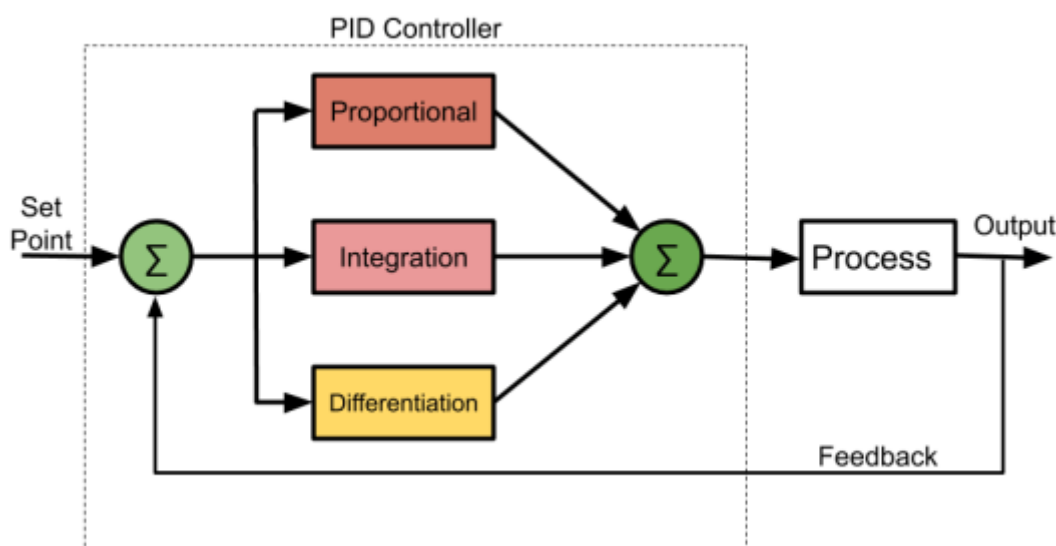 PID Controller
Proportional
Set
Point
Σ
Integration
Σ
Process
Output
Differentiation
Feedback